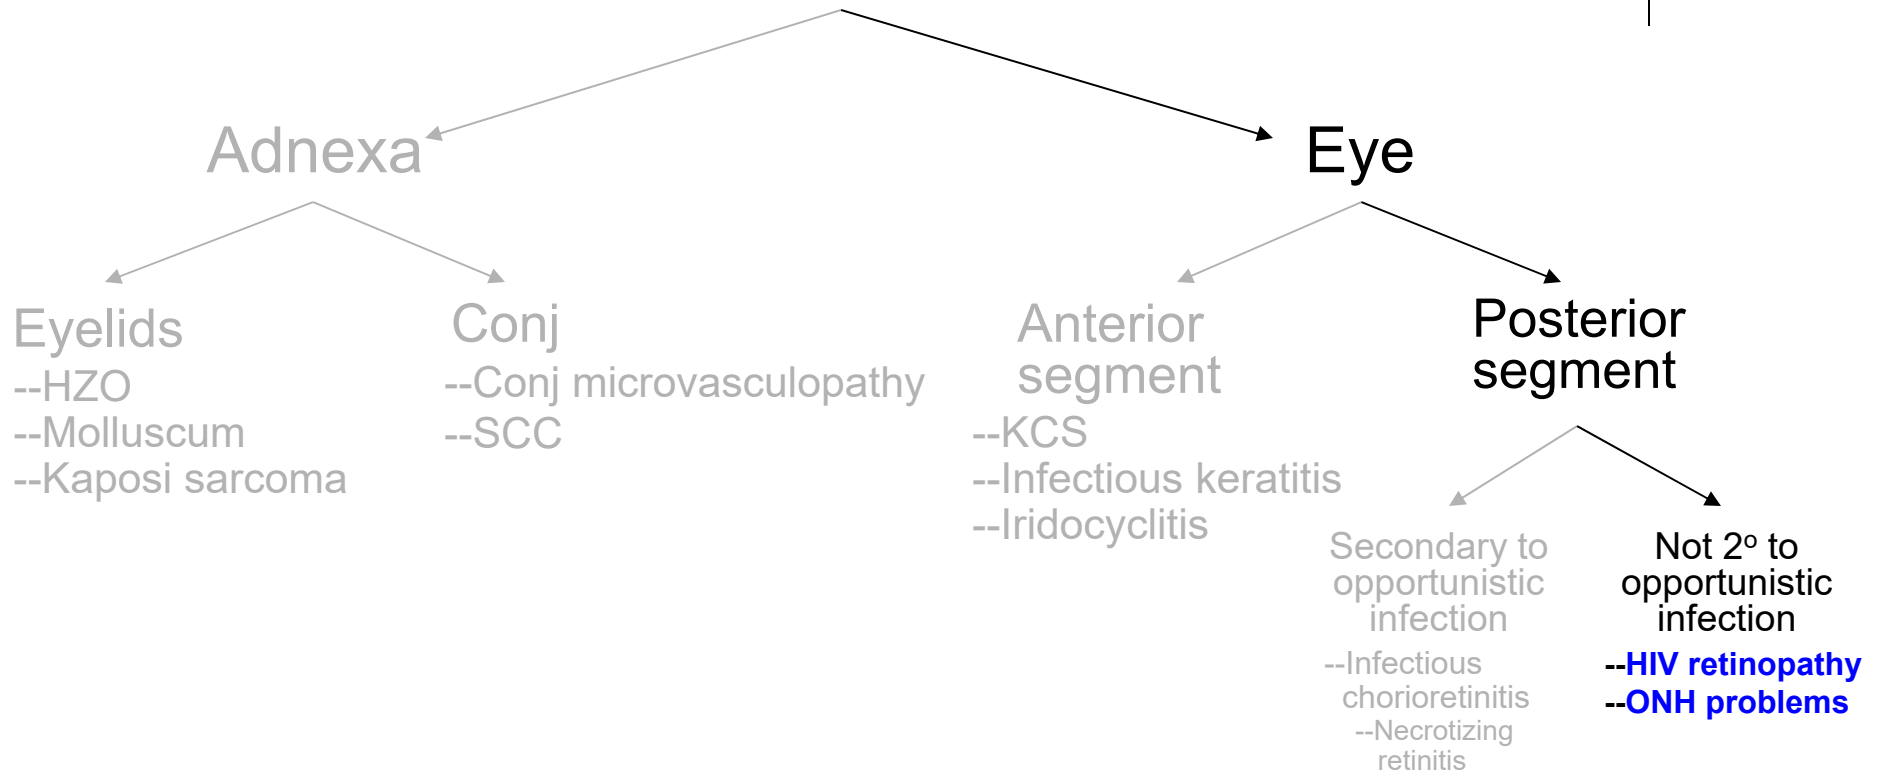 Adnexa
Eye
Eyelids
--HZO
--Molluscum
--Kaposi sarcoma
Conj
--Conj microvasculopathy
--SCC
Anterior
segment
--KCS
--Infectious keratitis
--Iridocyclitis
Posterior
segment
Secondary to
opportunistic
infection
--Infectious
chorioretinitis
--Necrotizing
retinitis
Not 2º to
opportunistic
infection
--HIV retinopathy
--ONH problems